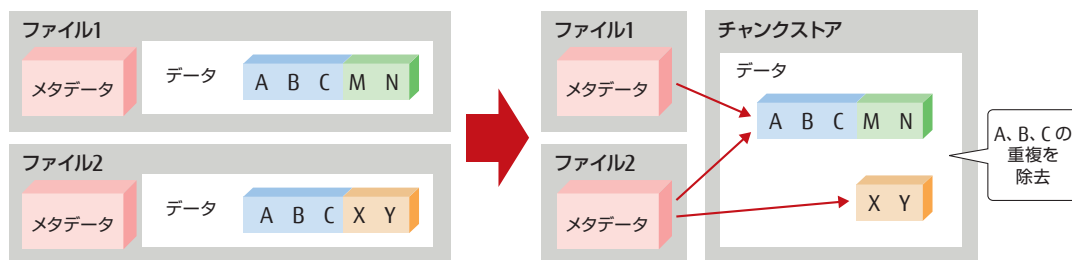 ファイル1
メタデータ
データ
A B C M N
ファイル2
メタデータ
データ
A B C X Y
ファイル1
メタデータ
ファイル2
メタデータ
チャンクストア
データ
A B C M N
X Y
A、B、Cの
重複を
除去